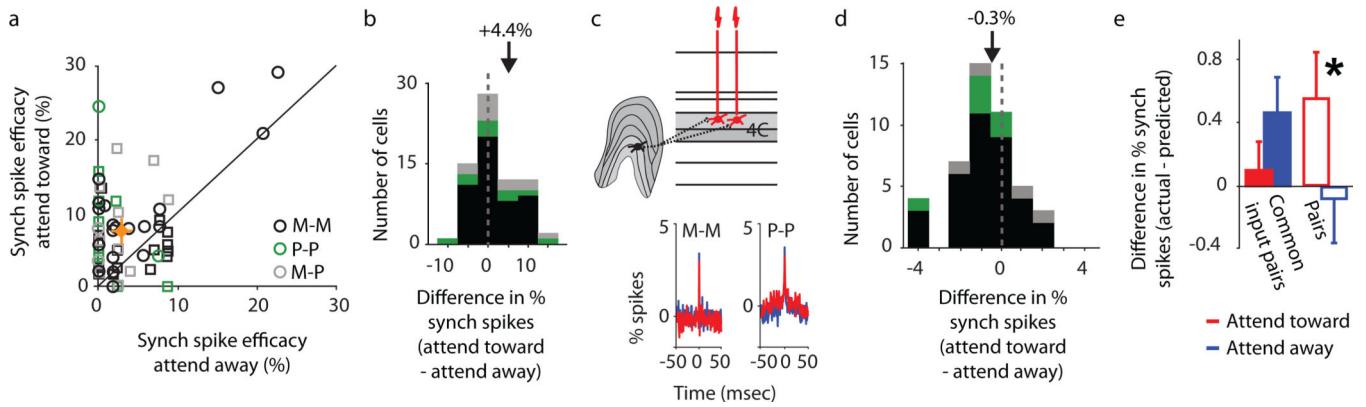 a
Synch spike efficacy
attend toward (%)
30
20
10
0
0
10
20
30
M-M
P-P
M-P
Synch spike efficacy
attend away (%)
b
+4.4%
Number of cells
30
15
0
-10
0
10
Difference in %
synch spikes
(attend toward
- attend away)
c
4C
M-M
P-P
% spikes
5
0
5
0
-50
0
50
-50
0
50
Time (msec)
d
-0.3%
Number of cells
15
10
5
0
-4
0
4
Difference in %
synch spikes
(attend toward
- attend away)
e
Difference in % synch
spikes (actual - predicted)
0.8
0.4
0
-0.4
*
Common
input pairs
Pairs
Attend toward
Attend away